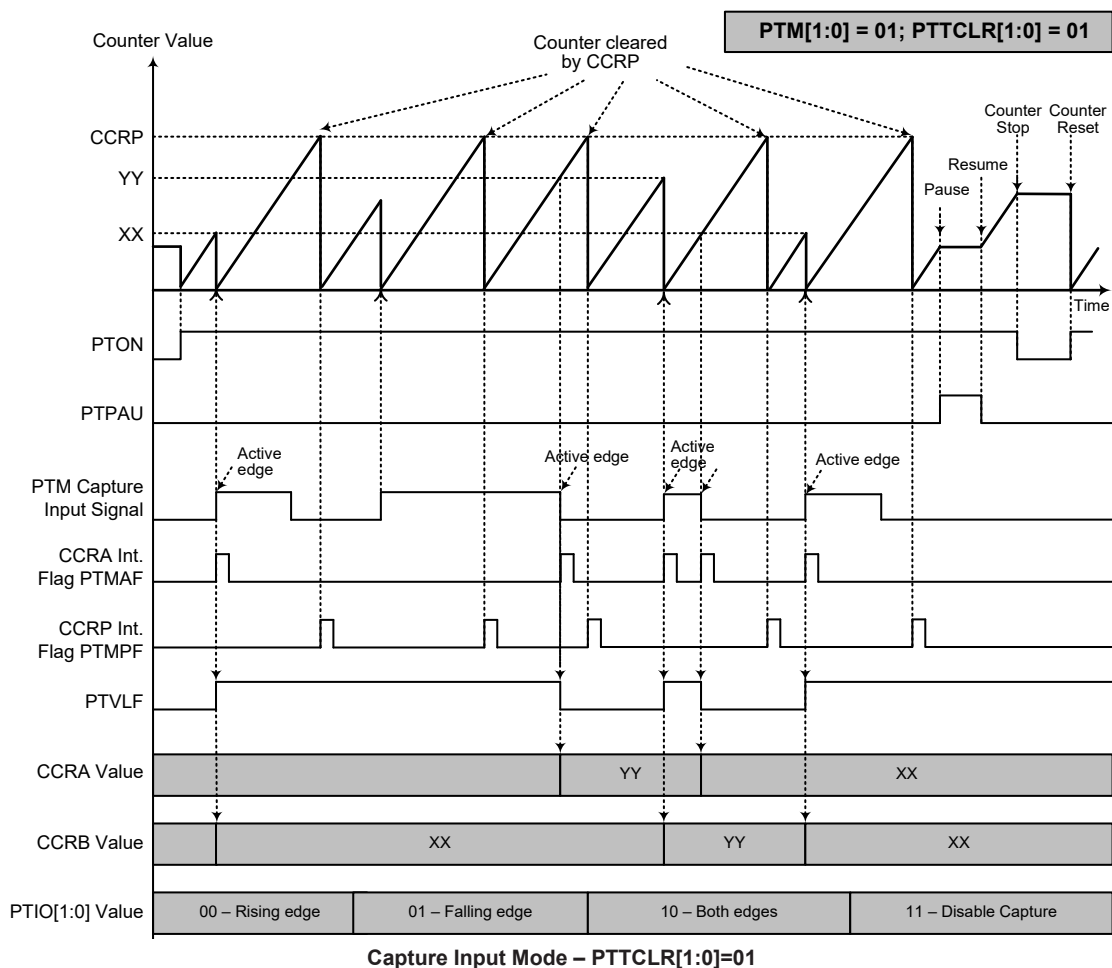 PTM[1:0] = 01; PTTCLR[1:0] = 01
Counter Value
Counter cleared
by CCRP
Counter
Stop
Counter
Reset
CCRP
YY
XX
Resume
Pause
Time
PTON
PTPAU
Active
edge
Active edge
Active
edge
Active edge
PTM Capture
Input Signal
CCRA Int.
Flag PTMAF
CCRP Int.
Flag PTMPF
PTVLF
CCRA Value
YY
XX
CCRB Value
XX
YY
XX
PTIO[1:0] Value
00 – Rising edge
01 – Falling edge
10 – Both edges
11 – Disable Capture
Capture Input Mode – PTTCLR[1:0]=01